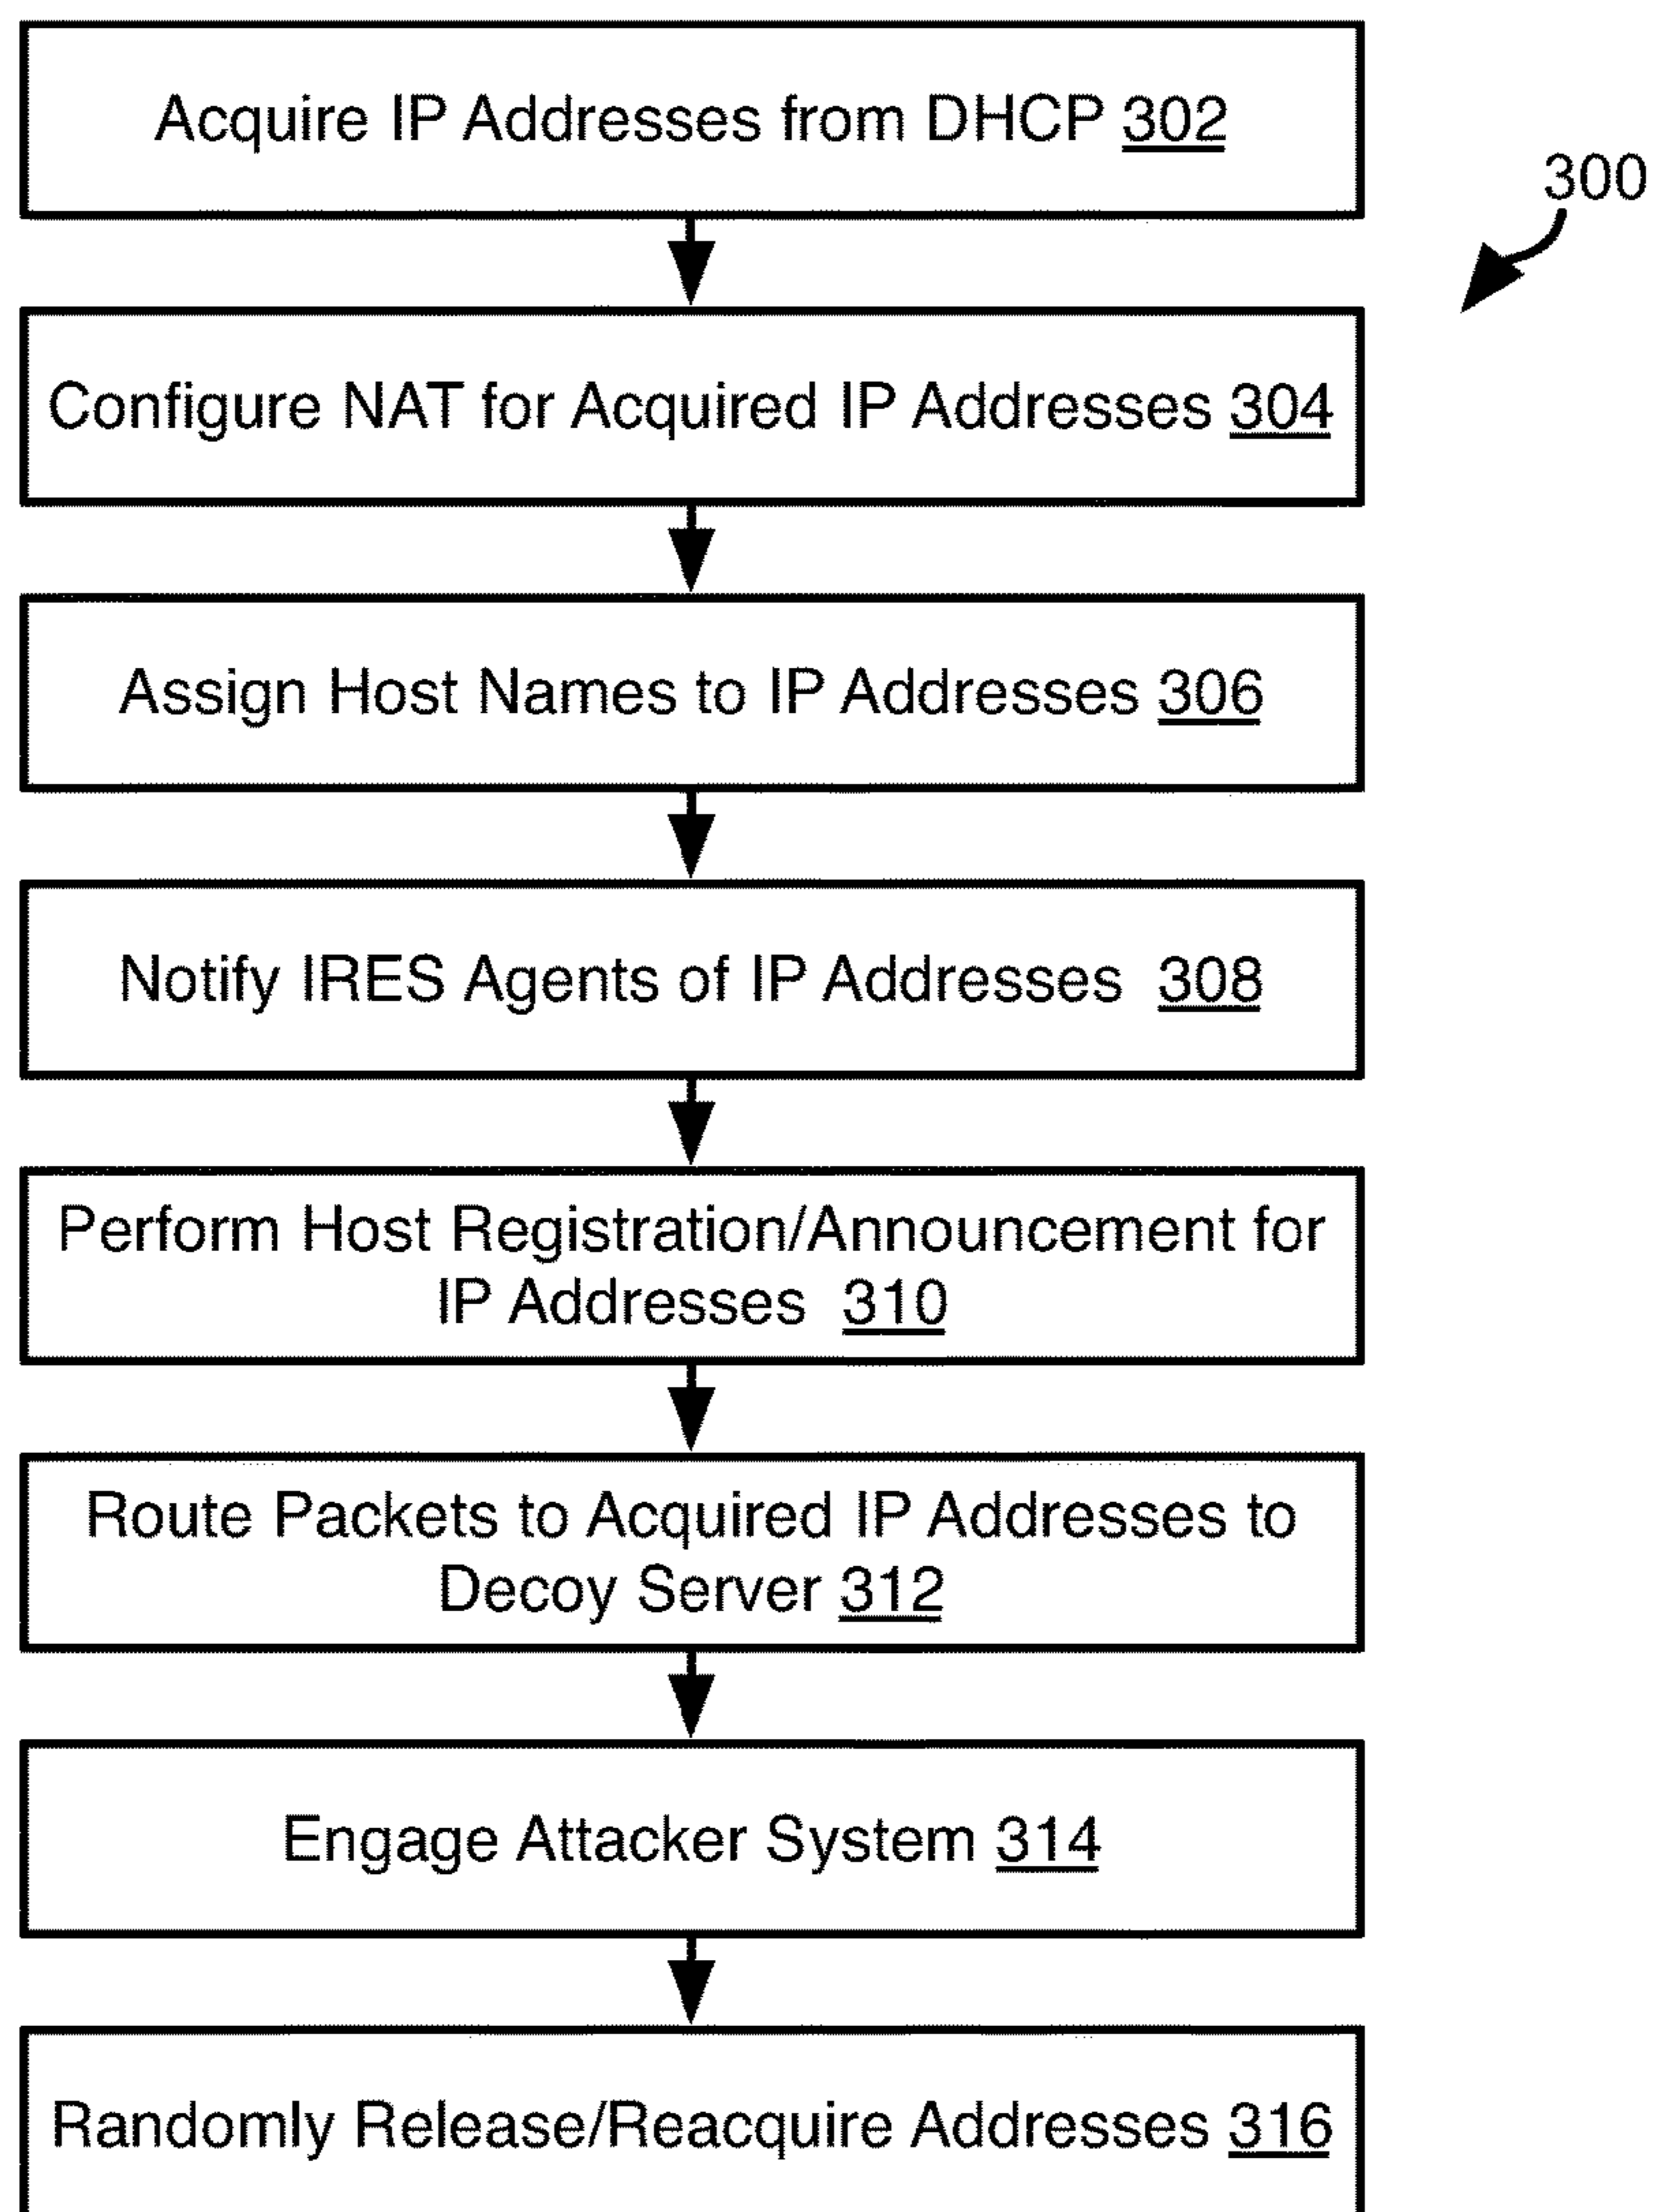 Acquire IP Addresses from DHCP 302
300
Configure NAT for Acquired IP Addresses 304
Assign Host Names to IP Addresses 306
Notify IRES Agents of IP Addresses 308
Perform Host Registration/Announcement for
IP Addresses 310
Route Packets to Acquired IP Addresses to
Decoy Server 312
Engage Attacker System 314
Randomly Release/Reacquire Addresses 316